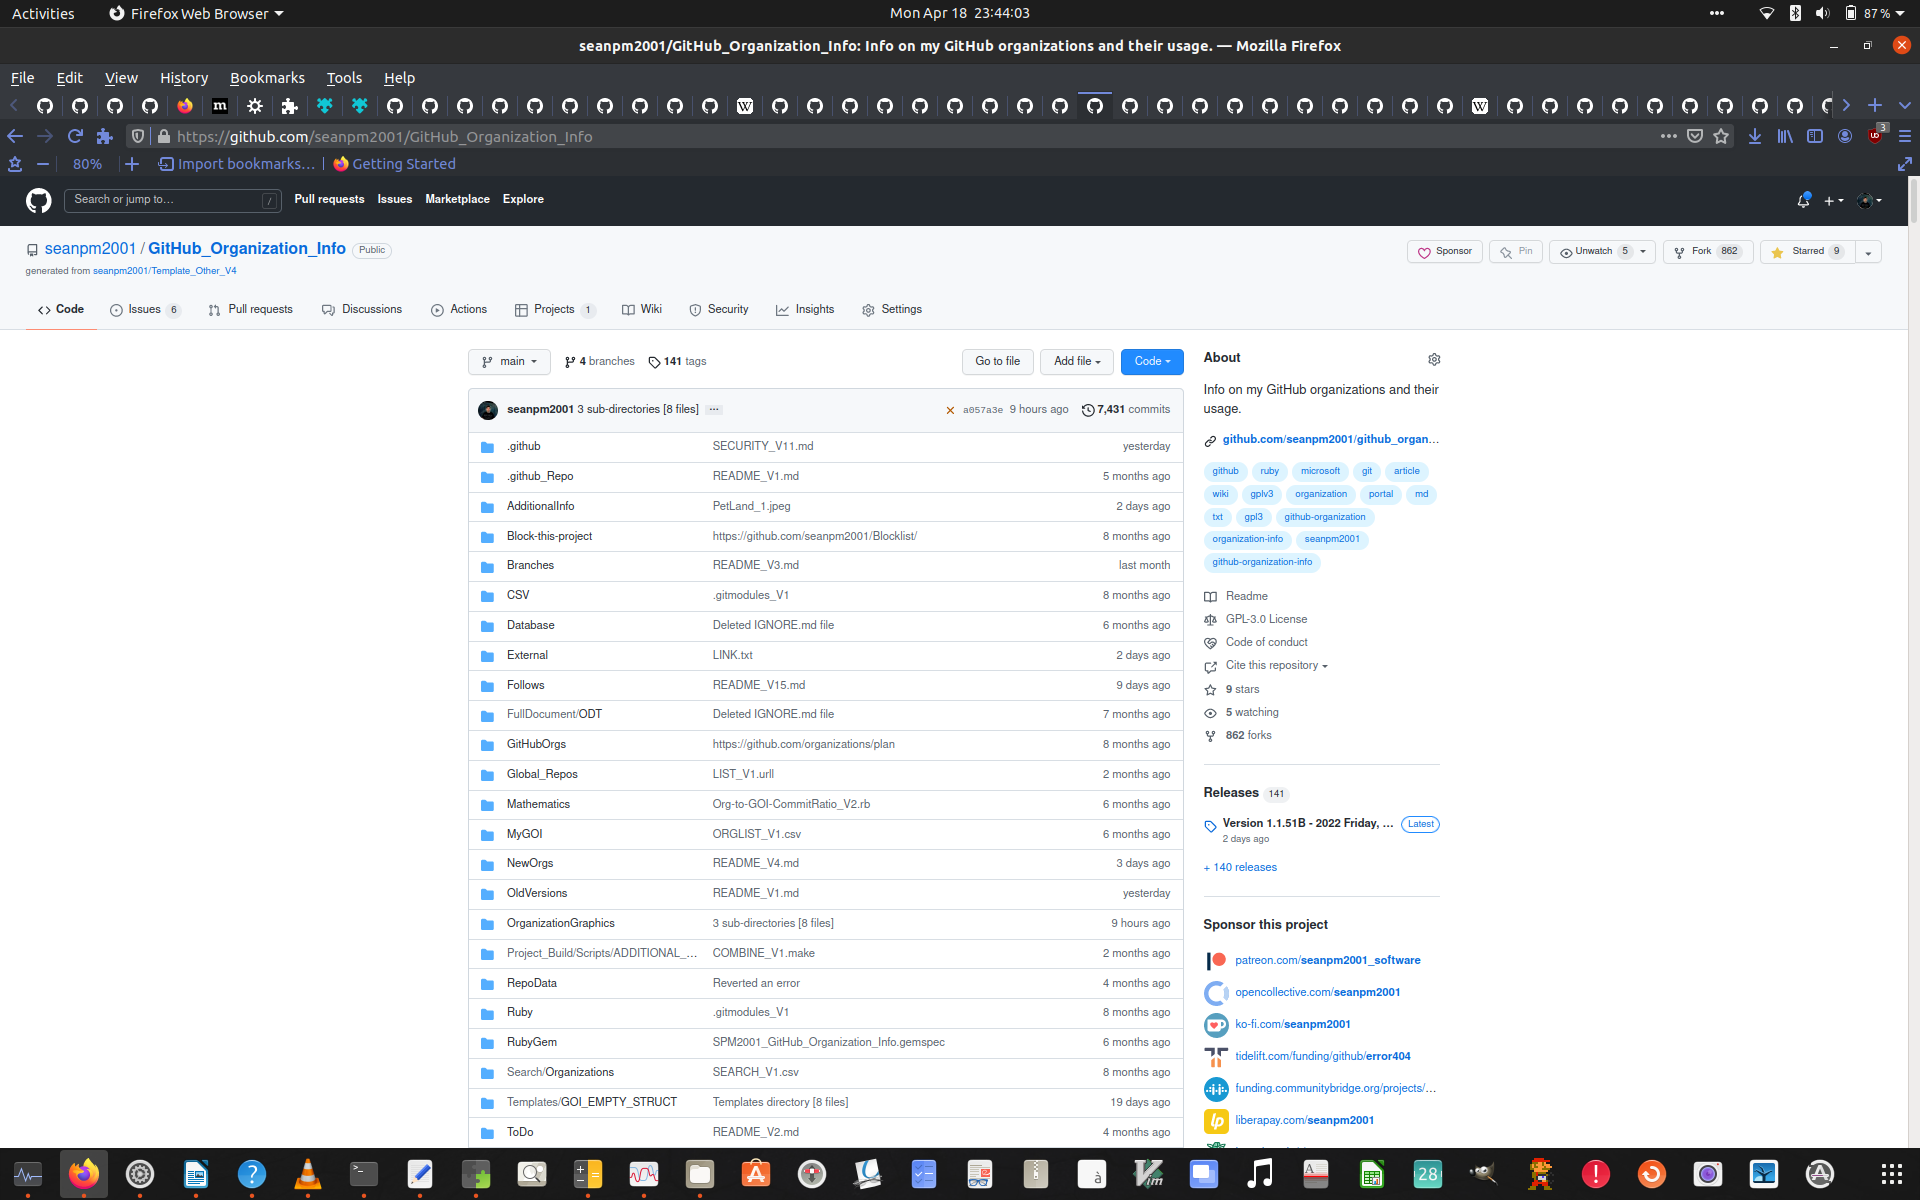 Activities Firefox Web Browser Mon Apr 18 23:44:03 87 %
seanpm2001/GitHub_Organization_Info: Info on my GitHub organizations and their usage. — Mozilla Firefox
File Edit View History Bookmarks Tools Help
https://github.com/seanpm2001/GitHub_Organization_Info 3
80% Import bookmarks… Getting Started
Search or jump to… / Pull requests Issues Marketplace Explore
seanpm2001 / GitHub_Organization_Info Public Sponsor Pin Unwatch 5 Fork 862 Starred 9
generated from seanpm2001/Template_Other_V4
Code Issues 6 Pull requests Discussions Actions Projects 1 Wiki Security Insights Settings
main 4 branches 141 tags Go to file Add file Code
seanpm2001 3 sub-directories [8 files] ··· a057a3e 9 hours ago 7,431 commits
.github SECURITY_V11.md yesterday
.github_Repo README_V1.md 5 months ago
AdditionalInfo PetLand_1.jpeg 2 days ago
Block-this-project https://github.com/seanpm2001/Blocklist/ 8 months ago
Branches README_V3.md last month
CSV .gitmodules_V1 8 months ago
Database Deleted IGNORE.md file 6 months ago
External LINK.txt 2 days ago
Follows README_V15.md 9 days ago
FullDocument/ODT Deleted IGNORE.md file 7 months ago
GitHubOrgs https://github.com/organizations/plan 8 months ago
Global_Repos LIST_V1.urll 2 months ago
Mathematics Org-to-GOI-CommitRatio_V2.rb 6 months ago
MyGOI ORGLIST_V1.csv 6 months ago
NewOrgs README_V4.md 3 days ago
OldVersions README_V1.md yesterday
OrganizationGraphics 3 sub-directories [8 files] 9 hours ago
Project_Build/Scripts/ADDITIONAL_… COMBINE_V1.make 2 months ago
RepoData Reverted an error 4 months ago
Ruby .gitmodules_V1 8 months ago
RubyGem SPM2001_GitHub_Organization_Info.gemspec 6 months ago
Search/Organizations SEARCH_V1.csv 8 months ago
Templates/GOI_EMPTY_STRUCT Templates directory [8 files] 19 days ago
ToDo README_V2.md 4 months ago
About
Info on my GitHub organizations and their
usage.
github.com/seanpm2001/github_organ…
github ruby microsoft git article
wiki gplv3 organization portal md
txt gpl3 github-organization
organization-info seanpm2001
github-organization-info
Readme
GPL-3.0 License
Code of conduct
Cite this repository
9 stars
5 watching
862 forks
Releases 141
Version 1.1.51B - 2022 Friday, … Latest
2 days ago
+ 140 releases
Sponsor this project
patreon.com/seanpm2001_software
opencollective.com/seanpm2001
ko-fi.com/seanpm2001
tidelift.com/funding/github/error404
funding.communitybridge.org/projects/…
lp liberapay.com/seanpm2001
28